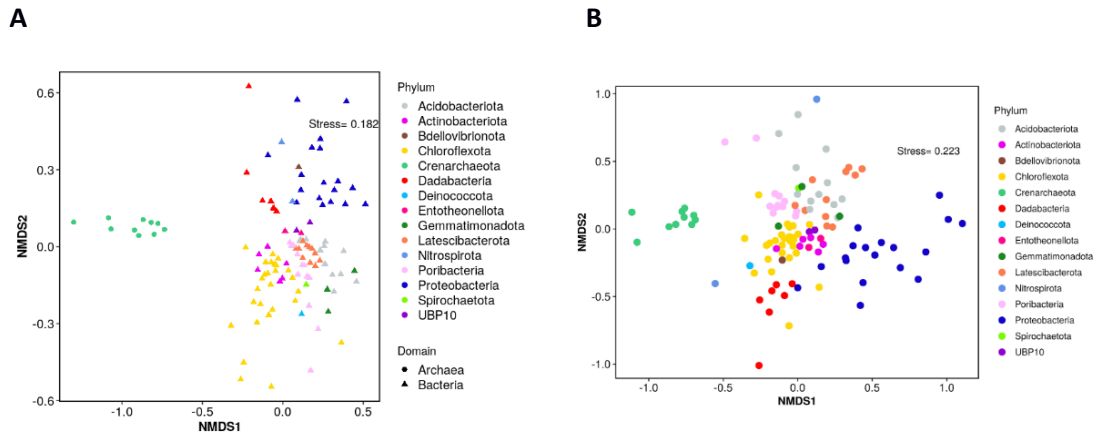 A
B
Stress= 0.182
NMDS2
0.6
0.3
0.0
-0.3
-0.6
-1.0
-0.5
0.0
0.5
NMDS1
Phylum
Acidobacteriota
Actinobacteriota
Bdellovibrionota
Chloroflexota
Crenarchaeota
Dadabacteria
Deinococcota
Entotheonellota
Gemmatimonadota
Latescibacterota
Nitrospirota
Poribacteria
Proteobacteria
Spirochaetota
UBP10
Domain
Archaea
Bacteria
Stress= 0.223
NMDS2
1.0
0.5
0.0
-0.5
-1.0
-1.0
-0.5
0.0
0.5
1.0
NMDS1
Phylum
Acidobacteriota
Actinobacteriota
Bdellovibrionota
Chloroflexota
Crenarchaeota
Dadabacteria
Deinococcota
Entotheonellota
Gemmatimonadota
Latescibacterota
Nitrospirota
Poribacteria
Proteobacteria
Spirochaetota
UBP10